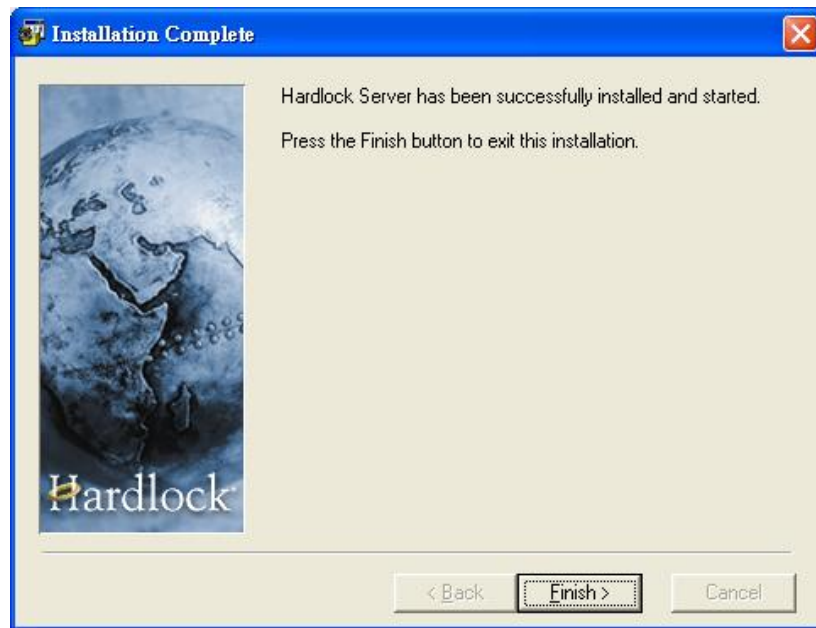 Installation Complete
Hardlock Server has been successfully installed and started.
Press the Finish button to exit this installation.
Hardlock
< Back
Finish >
Cancel